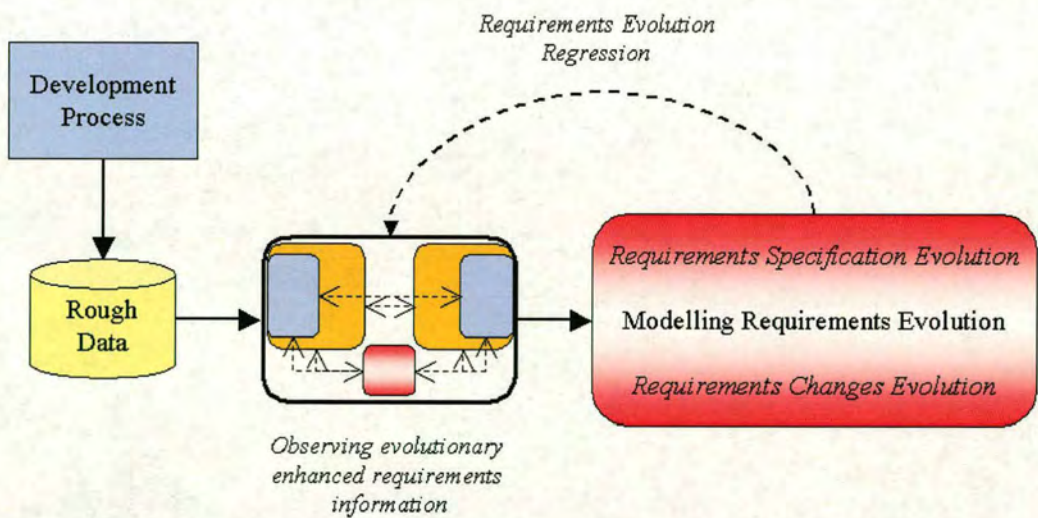 Requirements Evolution
Regression
Development
Process
Rough
Data
Requirements Specification Evolution
Modelling Requirements Evolution
Requirements Changes Evolution
Observing evolutionary
enhanced requirements
information